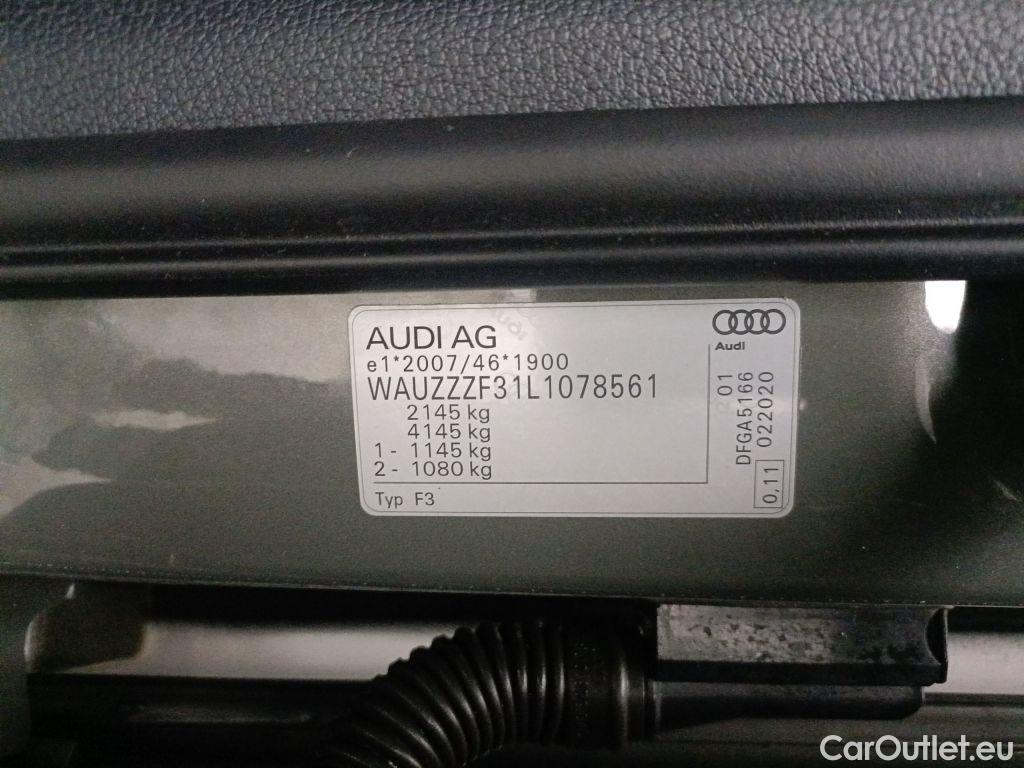 AUDI AG
e1*2007/46*1900
WAUZZZF31L1078561
2145 kg
4145 kg
1 - 1145 kg
2 - 1080 kg
Typ F3
Audi
01
DFGA5166
022020
0,11
CarOutlet.eu